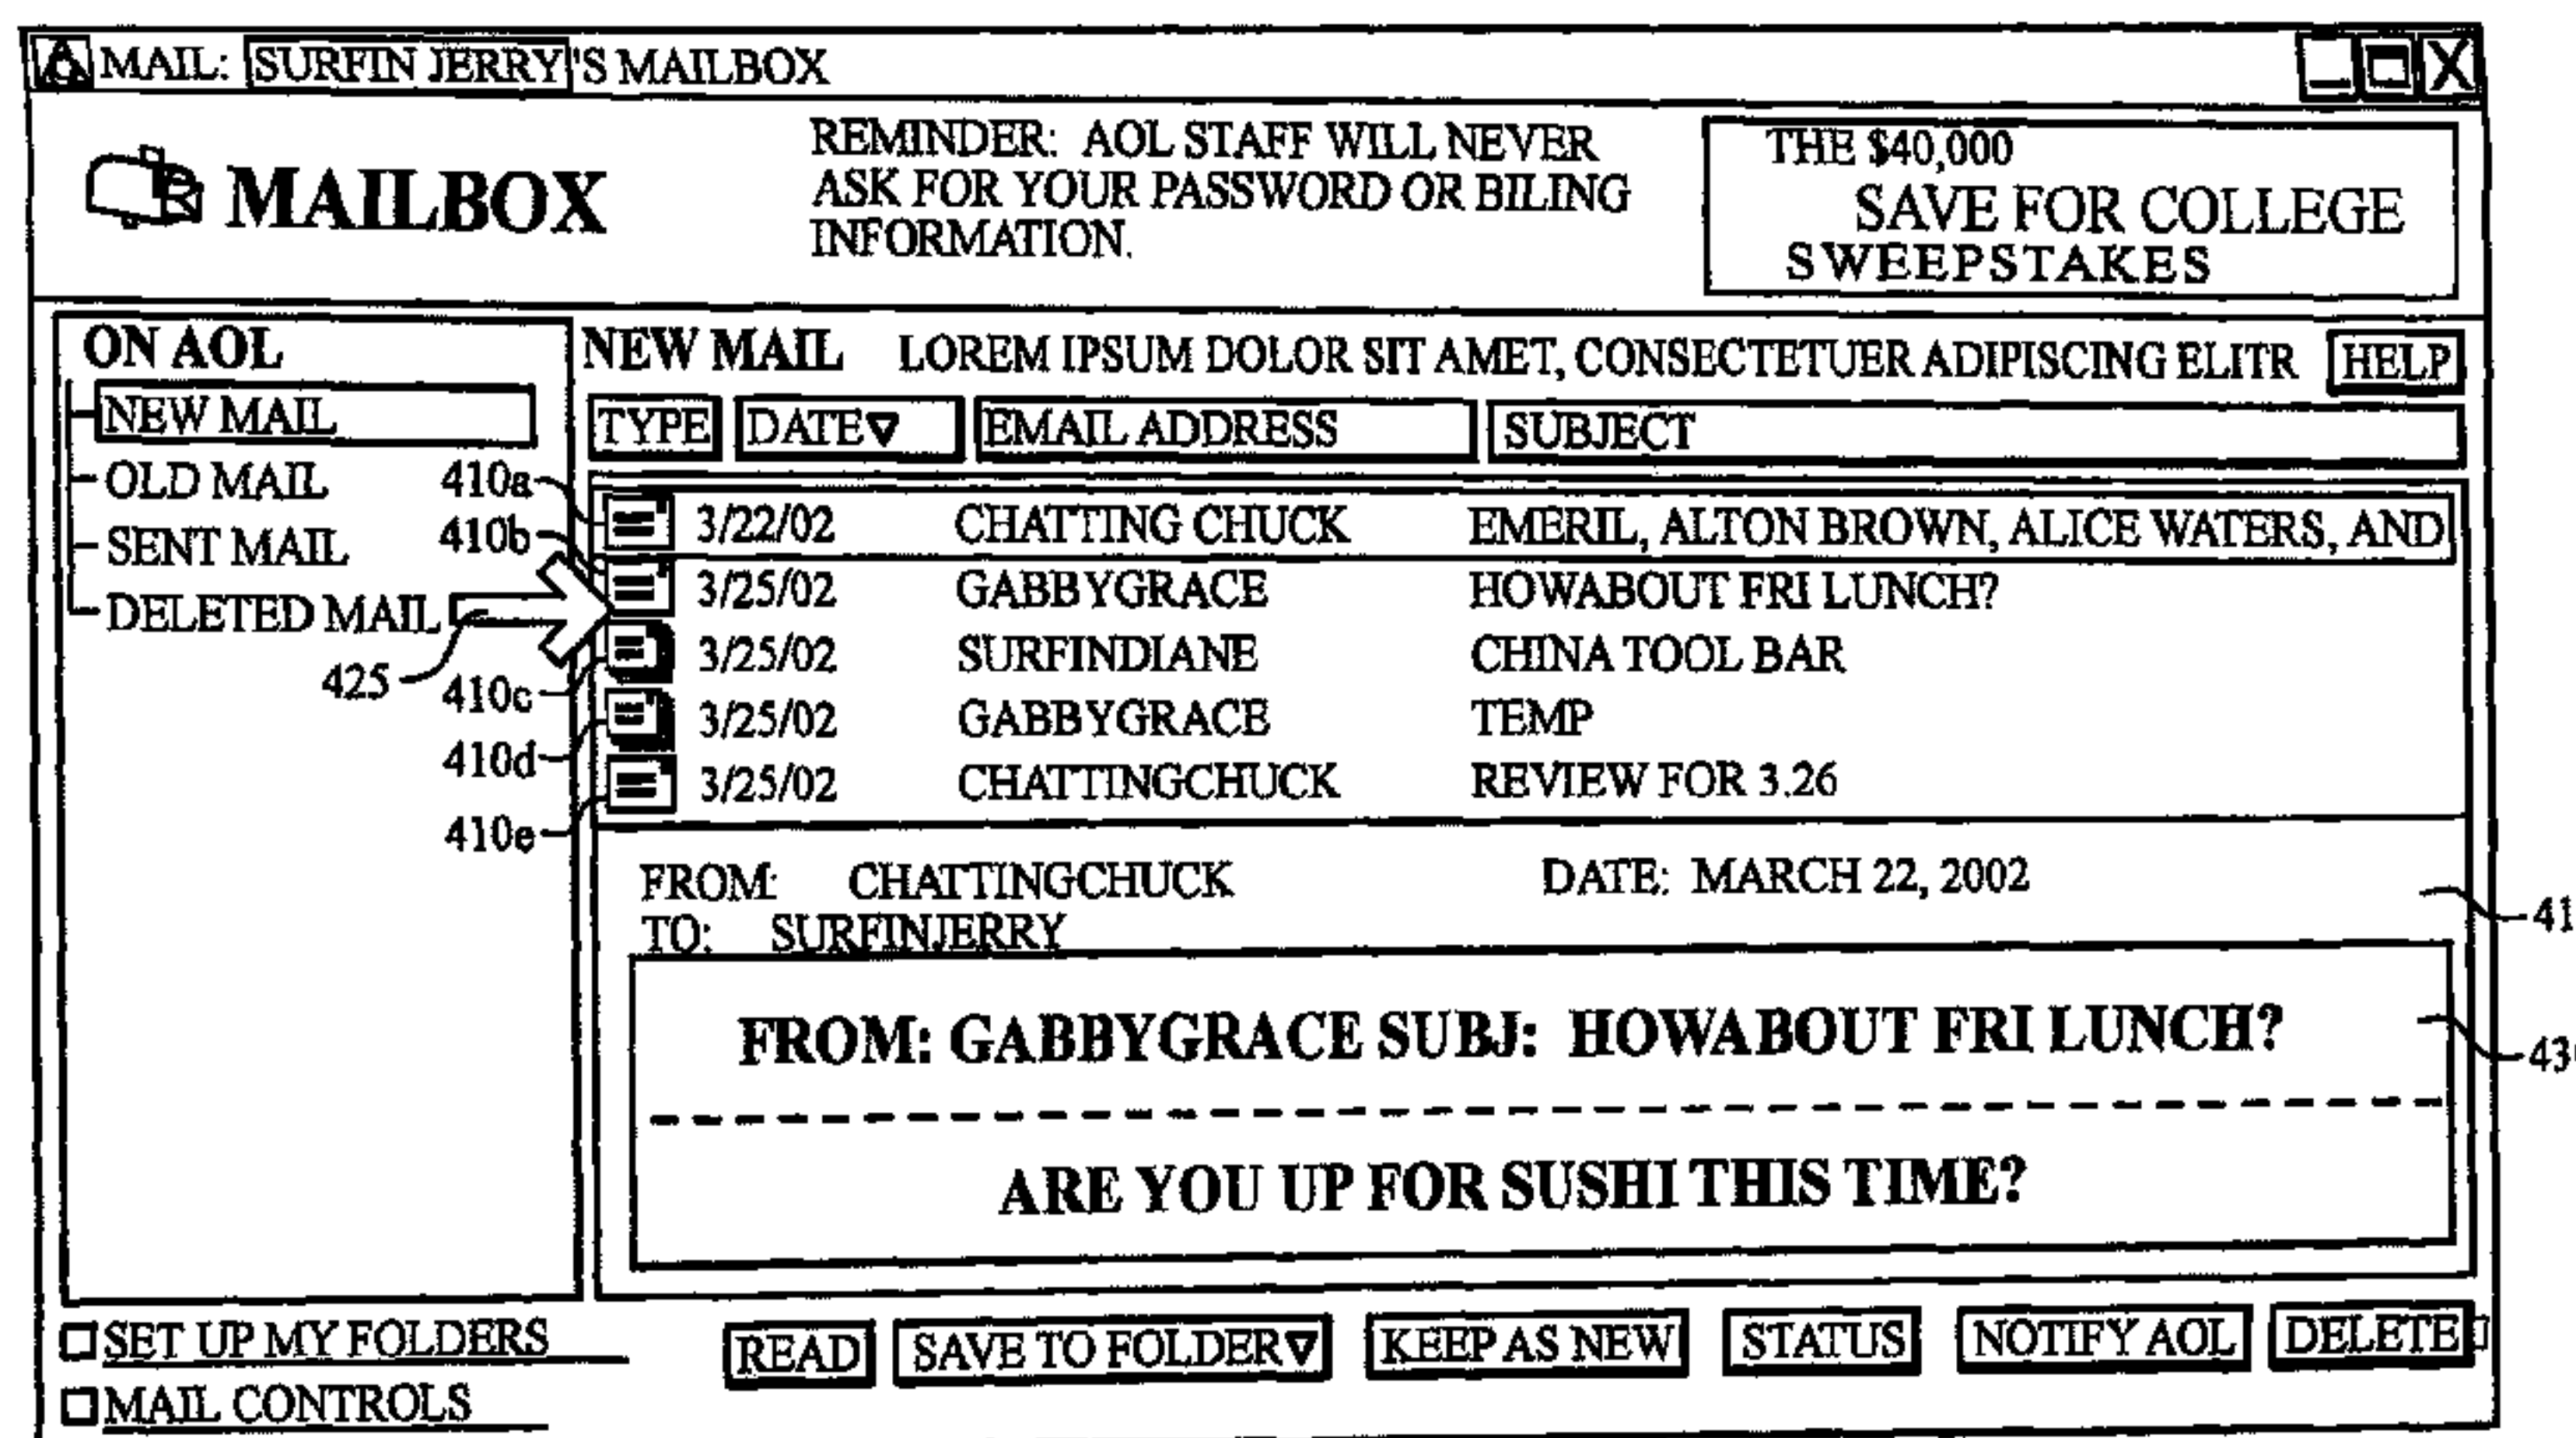 MAIL: SURFIN JERRY'S MAILBOX
MAILBOX
REMINDER: AOL STAFF WILL NEVER
ASK FOR YOUR PASSWORD OR BILING
INFORMATION.
THE $40,000
SAVE FOR COLLEGE
SWEEPSTAKES
ON AOL
NEW MAIL
OLD MAIL
SENT MAIL
DELETED MAIL
425
NEW MAIL LOREM IPSUM DOLOR SIT AMET, CONSECTETUER ADIPISCING ELITR HELP
TYPE DATE EMAIL ADDRESS SUBJECT
410a 3/22/02 CHATTING CHUCK EMERIL, ALTON BROWN, ALICE WATERS, AND
410b 3/25/02 GABBYGRACE HOWABOUT FRI LUNCH?
410c 3/25/02 SURFINDIANE CHINA TOOL BAR
410d 3/25/02 GABBYGRACE TEMP
410e 3/25/02 CHATTINGCHUCK REVIEW FOR 3.26
FROM: CHATTINGCHUCK DATE: MARCH 22, 2002
TO: SURFINJERRY
FROM: GABBYGRACE SUBJ: HOWABOUT FRI LUNCH?
ARE YOU UP FOR SUSHI THIS TIME?
SET UP MY FOLDERS
MAIL CONTROLS
READ SAVE TO FOLDER KEEP AS NEW STATUS NOTIFY AOL DELETE